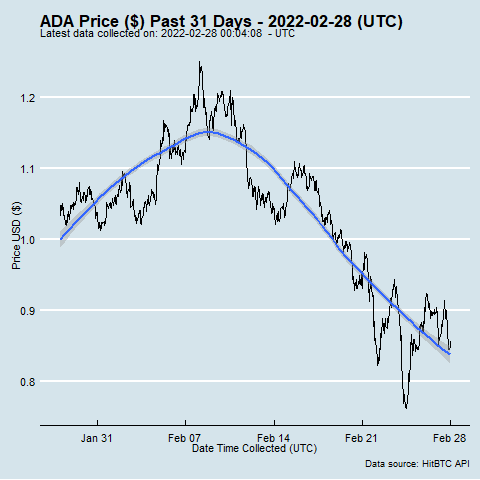 ADA Price ($) Past 31 Days - 2022-02-28 (UTC)
Latest data collected on: 2022-02-28 00:04:08 - UTC
1.2
1.1
1.0
0.9
0.8
Price USD ($)
Jan 31 Feb 07 Feb 14 Feb 21 Feb 28
Date Time Collected (UTC)
Data source: HitBTC API